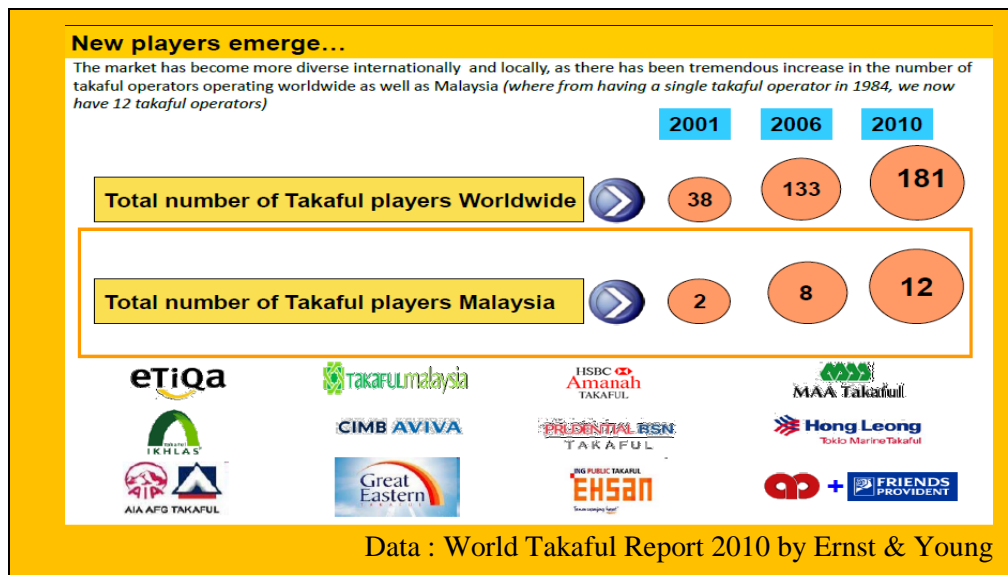 New players emerge…
The market has become more diverse internationally and locally, as there has been tremendous increase in the number of
takaful operators operating worldwide as well as Malaysia (where from having a single takaful operator in 1984, we now
have 12 takaful operators)
2001 2006 2010
Total number of Takaful players Worldwide 38 133 181
Total number of Takaful players Malaysia 2 8 12
eTiQa TAKAFULmalaysia HSBC Amanah TAKAFUL MAA Takaful
takaful IKHLAS CIMB AVIVA PRUDENTIAL BSN TAKAFUL Hong Leong Tokio Marine Takaful
AIA AFG TAKAFUL Great Eastern TAKAFUL ING PUBLIC TAKAFUL EHSAN + FRIENDS PROVIDENT
Data : World Takaful Report 2010 by Ernst & Young